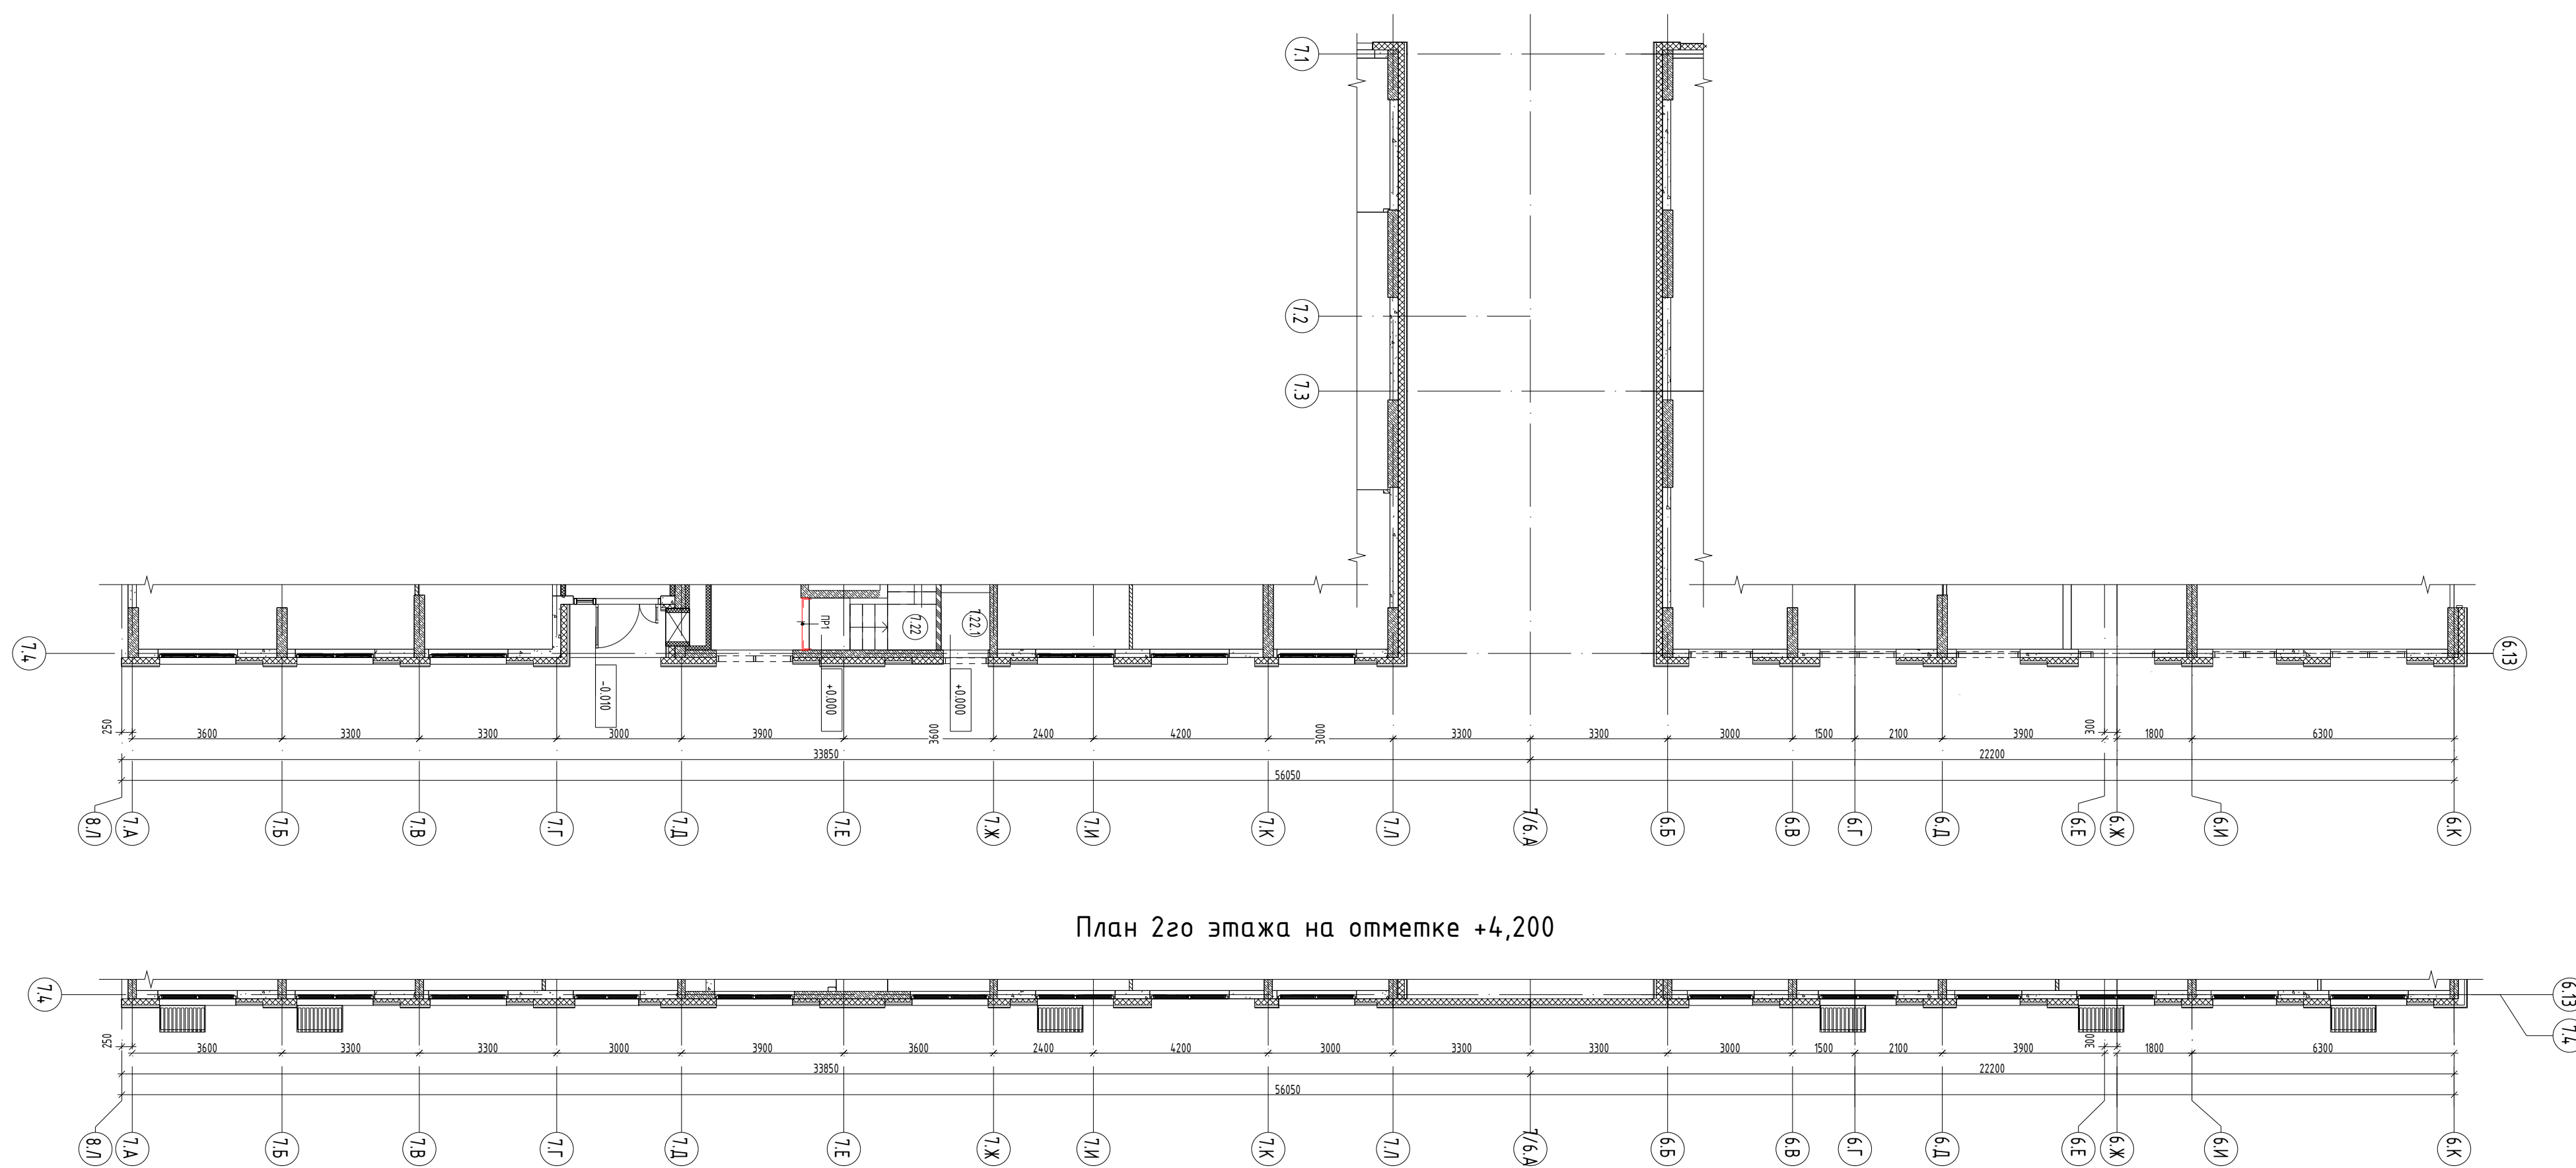 7.1
7.2
7.3
ПР1
7.22
7.22.1
7.4
6.13
-0.010
+0.000
+0.000
250
3600
3300
3300
3000
3900
3600
2400
4200
3000
3300
3300
3000
1500
2100
3900
300
1800
6300
33850
22200
56050
8.Л
7.А
7.Б
7.В
7.Г
7.Д
7.Е
7.Ж
7.И
7.К
7.Л
7/6.А
6.Б
6.В
6.Г
6.Д
6.Е
6.Ж
6.И
6.К
План 2го этажа на отметке +4,200
7.4
6.13
7.4
250
3600
3300
3300
3000
3900
3600
2400
4200
3000
3300
3300
3000
1500
2100
3900
300
1800
6300
33850
22200
56050
8.Л
7.А
7.Б
7.В
7.Г
7.Д
7.Е
7.Ж
7.И
7.К
7.Л
7/6.А
6.Б
6.В
6.Г
6.Д
6.Е
6.Ж
6.И
6.К